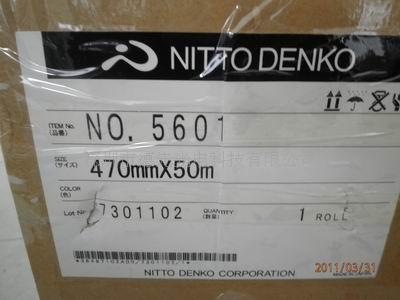 NITTO DENKO
ITEM No. (品番) NO. 5601
SIZE (サイズ) 470mmX50m
COLOR (色)
Lot No 7301102 QUANTITY (数量) 1 ROLL
NITTO DENKO CORPORATION
2011/03/31